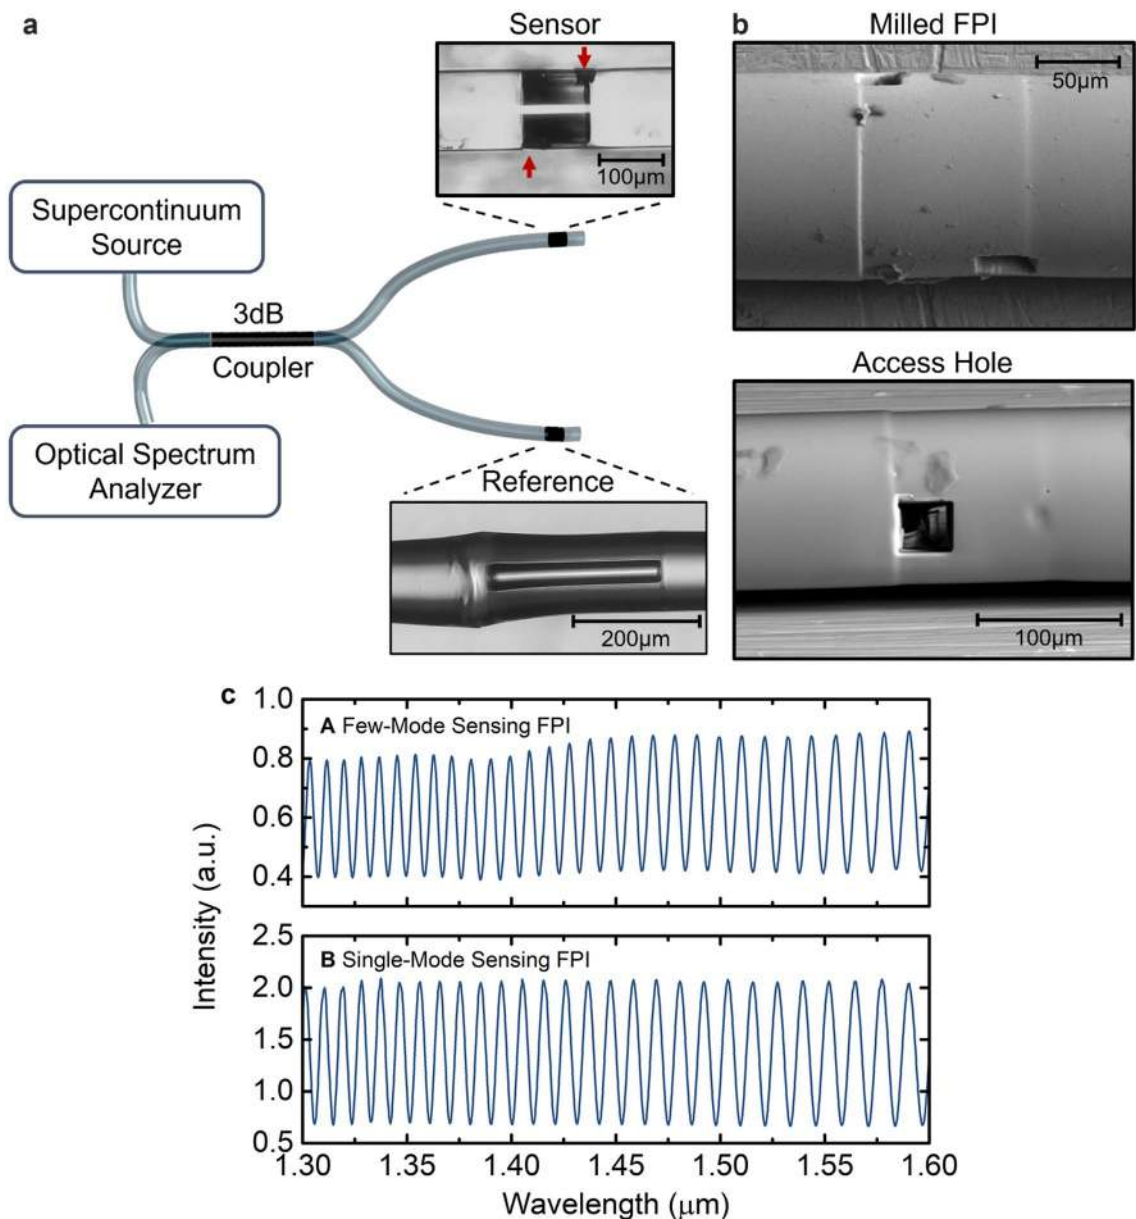 a
Sensor
100μm
Supercontinuum
Source
3dB
Coupler
Optical Spectrum
Analyzer
Reference
200μm
b
Milled FPI
50μm
Access Hole
100μm
c
A Few-Mode Sensing FPI
1.0
0.8
0.6
0.4
B Single-Mode Sensing FPI
2.5
2.0
1.5
1.0
0.5
Intensity (a.u.)
1.30 1.35 1.40 1.45 1.50 1.55 1.60
Wavelength (μm)